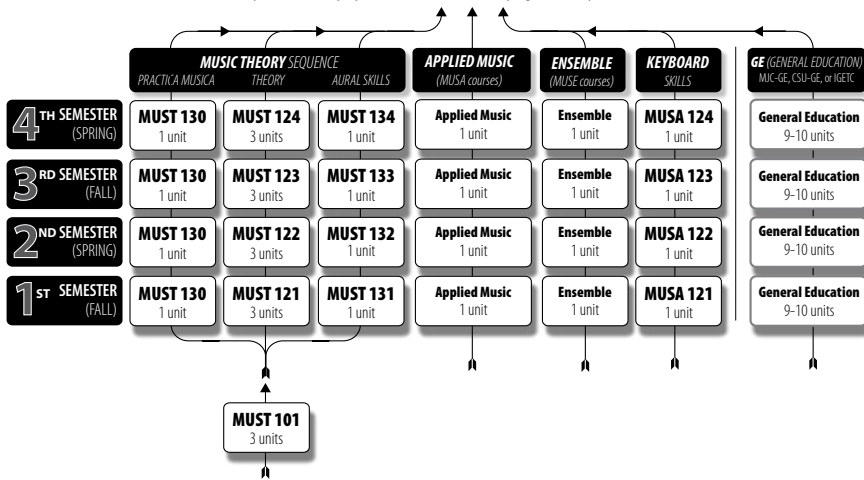 MUSIC THEORY SEQUENCE
PRACTICA MUSICA THEORY AURAL SKILLS
APPLIED MUSIC
(MUSA courses)
ENSEMBLE
(MUSE courses)
KEYBOARD
SKILLS
GE (GENERAL EDUCATION)
MJC-GE, CSU-GE, or IGETC
4TH SEMESTER
(SPRING)
MUST 130
1 unit
MUST 124
3 units
MUST 134
1 unit
Applied Music
1 unit
Ensemble
1 unit
MUSA 124
1 unit
General Education
9-10 units
3RD SEMESTER
(FALL)
MUST 130
1 unit
MUST 123
3 units
MUST 133
1 unit
Applied Music
1 unit
Ensemble
1 unit
MUSA 123
1 unit
General Education
9-10 units
2ND SEMESTER
(SPRING)
MUST 130
1 unit
MUST 122
3 units
MUST 132
1 unit
Applied Music
1 unit
Ensemble
1 unit
MUSA 122
1 unit
General Education
9-10 units
1ST SEMESTER
(FALL)
MUST 130
1 unit
MUST 121
3 units
MUST 131
1 unit
Applied Music
1 unit
Ensemble
1 unit
MUSA 121
1 unit
General Education
9-10 units
MUST 101
3 units